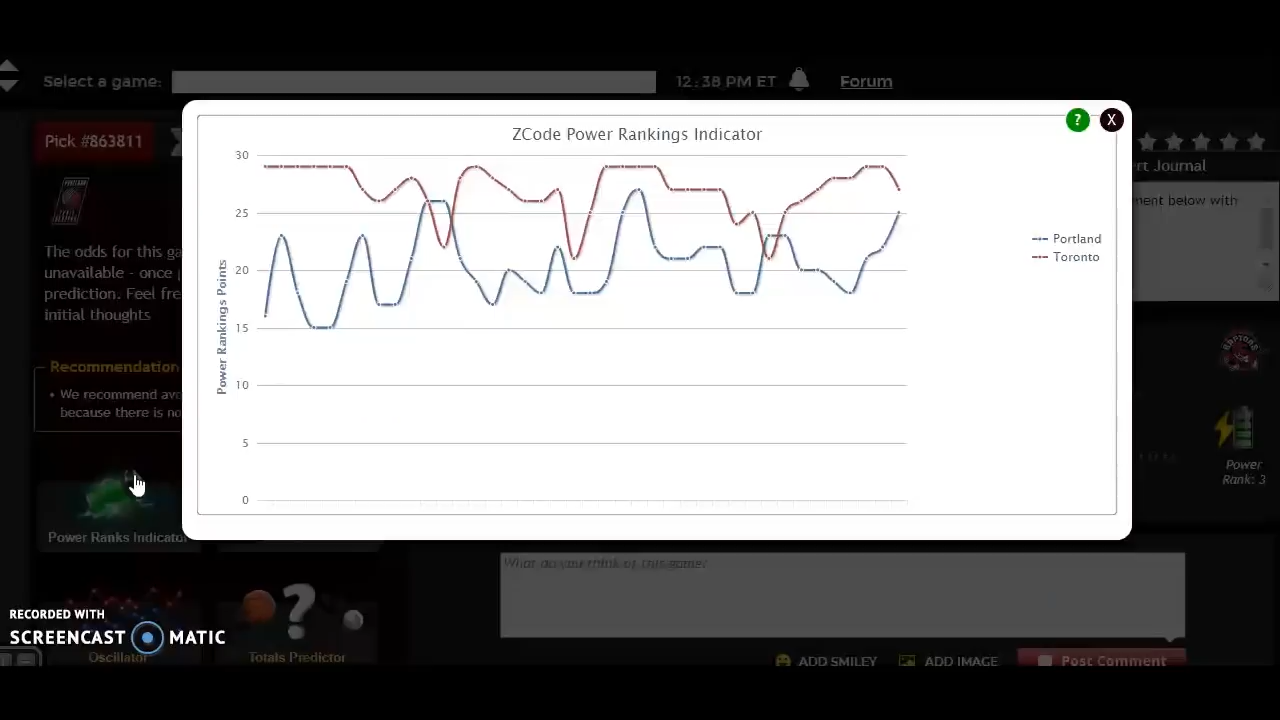 Select a game:
12:38 PM ET
Forum
Pick #863811
ZCode Power Rankings Indicator
?
X
rt Journal
ment below with
30
25
20
15
10
5
0
Power Rankings Points
Portland
Toronto
PORTLAND
The odds for this ga
unavailable - once
prediction. Feel fre
initial thoughts
Recommendation
• We recommend avo
because there is no
RAPTORS
Power
Rank: 3
Power Ranks Indicator
What do you think of this game?
RECORDED WITH
SCREENCAST MATIC
?
Oscillator
Totals Predictor
ADD SMILEY
ADD IMAGE
Post Comment